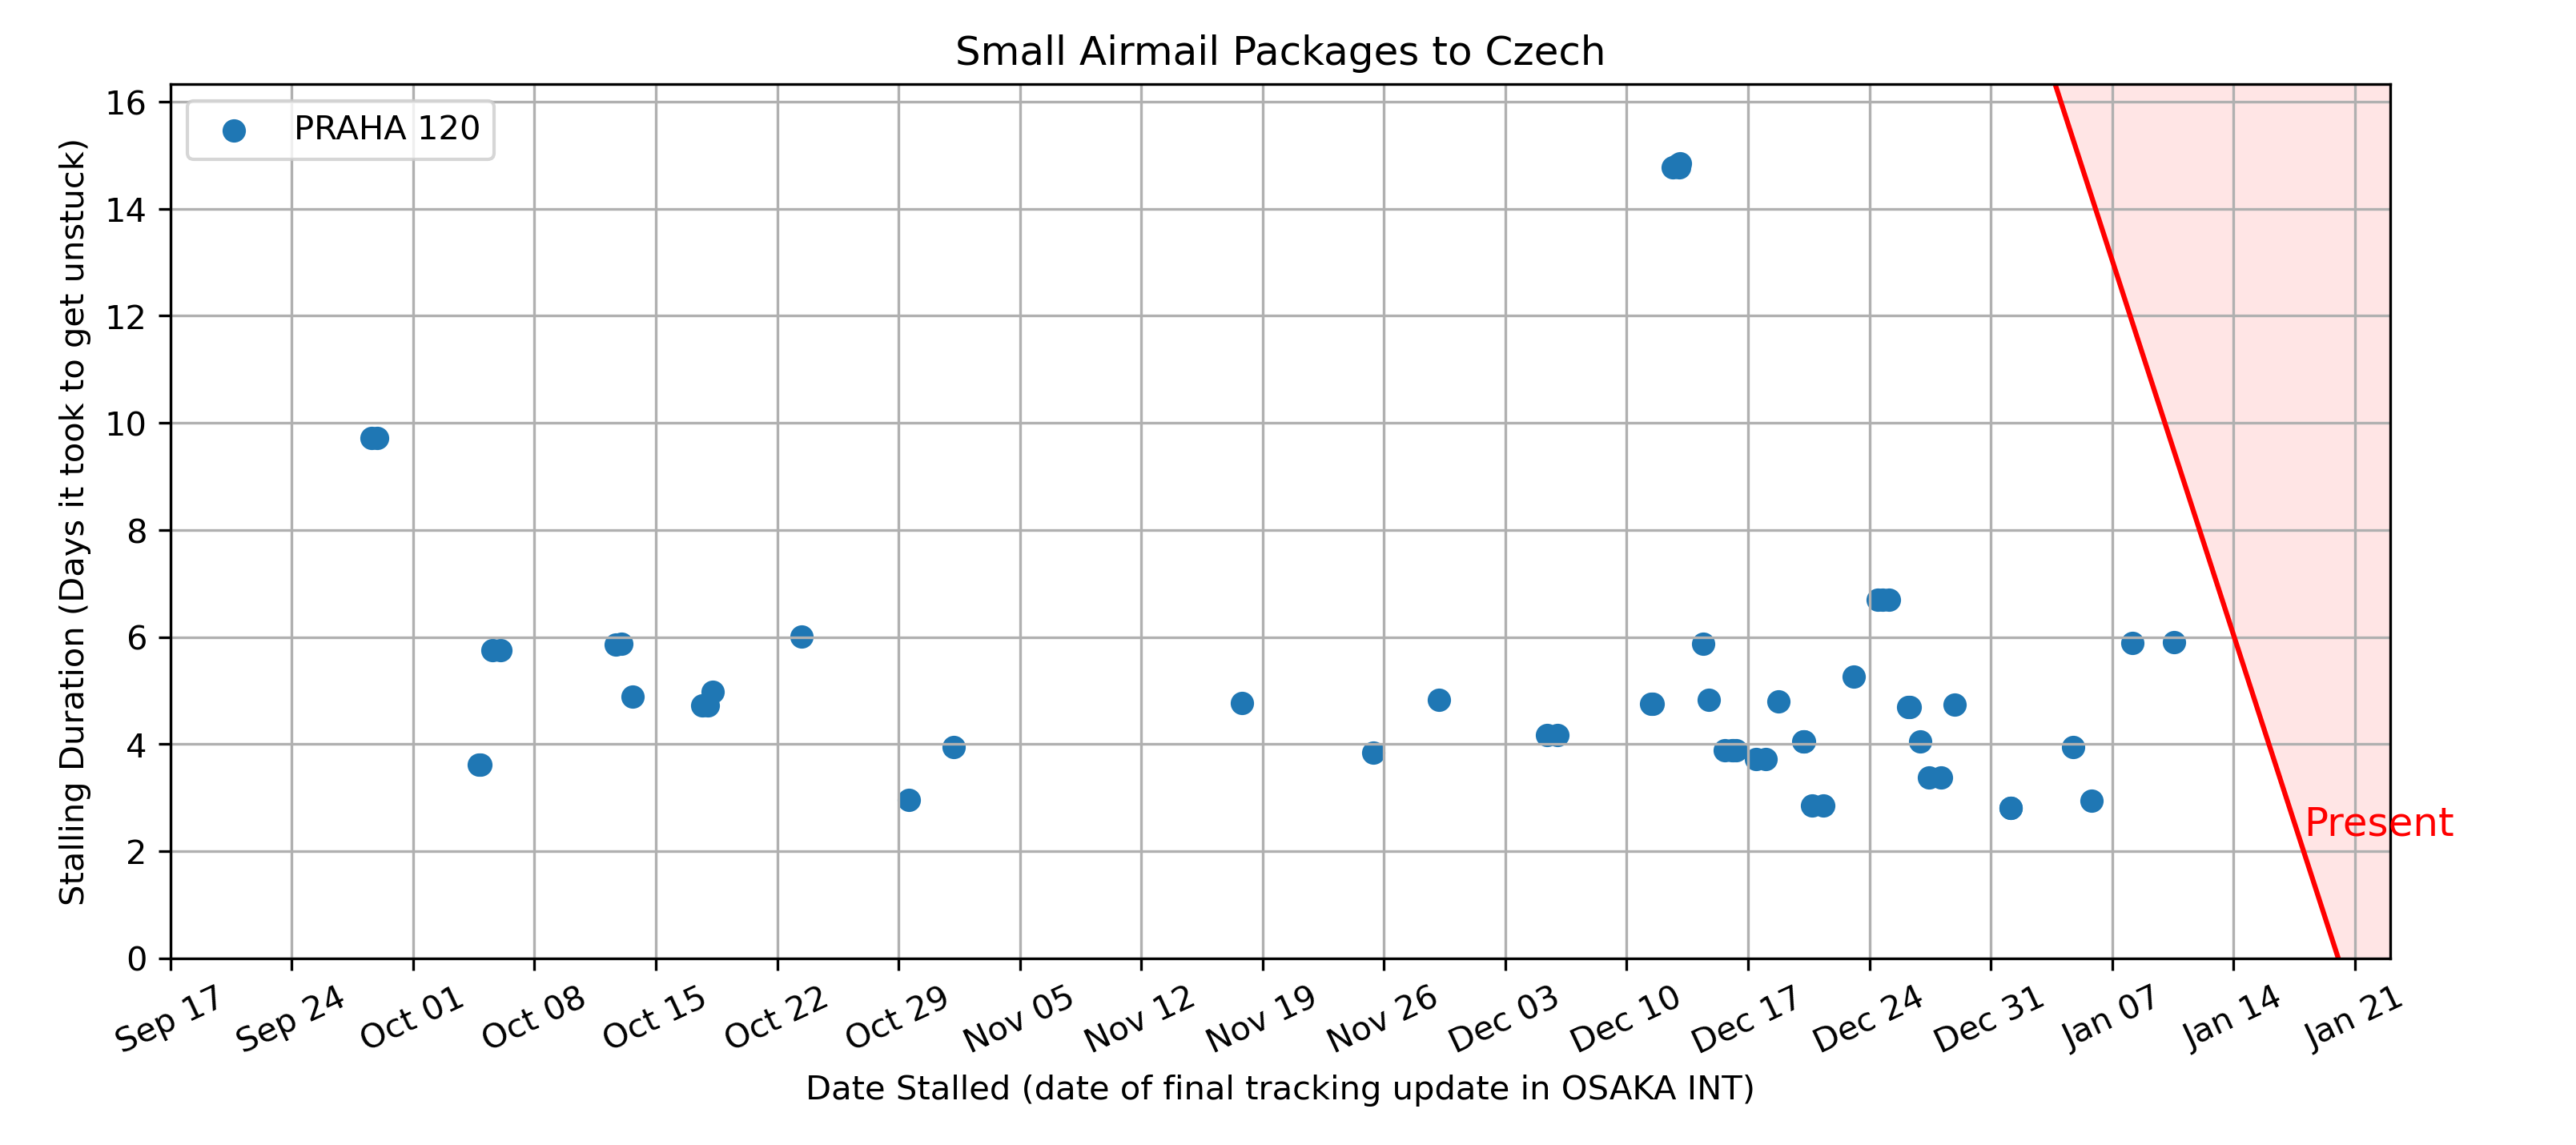 Small Airmail Packages to Czech
PRAHA 120
Stalling Duration (Days it took to get unstuck)
16
14
12
10
8
6
4
2
0
Present
Sep 17
Sep 24
Oct 01
Oct 08
Oct 15
Oct 22
Oct 29
Nov 05
Nov 12
Nov 19
Nov 26
Dec 03
Dec 10
Dec 17
Dec 24
Dec 31
Jan 07
Jan 14
Jan 21
Date Stalled (date of final tracking update in OSAKA INT)